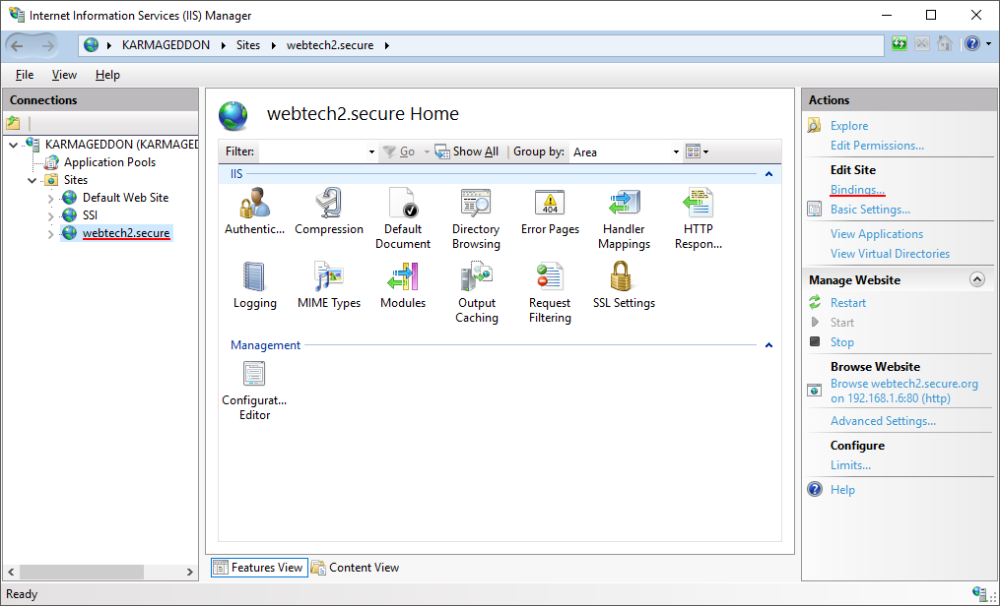 Internet Information Services (IIS) Manager
KARMAGEDDON Sites webtech2.secure
File View Help
Connections
KARMAGEDDON (KARMAGED
Application Pools
Sites
Default Web Site
SSI
webtech2.secure
webtech2.secure Home
Filter: Go Show All Group by: Area
IIS
Authentic... Compression Default Document Directory Browsing Error Pages Handler Mappings HTTP Respon...
Logging MIME Types Modules Output Caching Request Filtering SSL Settings
Management
Configurat...
Editor
Features View Content View
Actions
Explore
Edit Permissions...
Edit Site
Bindings...
Basic Settings...
View Applications
View Virtual Directories
Manage Website
Restart
Start
Stop
Browse Website
Browse webtech2.secure.org
on 192.168.1.6:80 (http)
Advanced Settings...
Configure
Limits...
Help
Ready